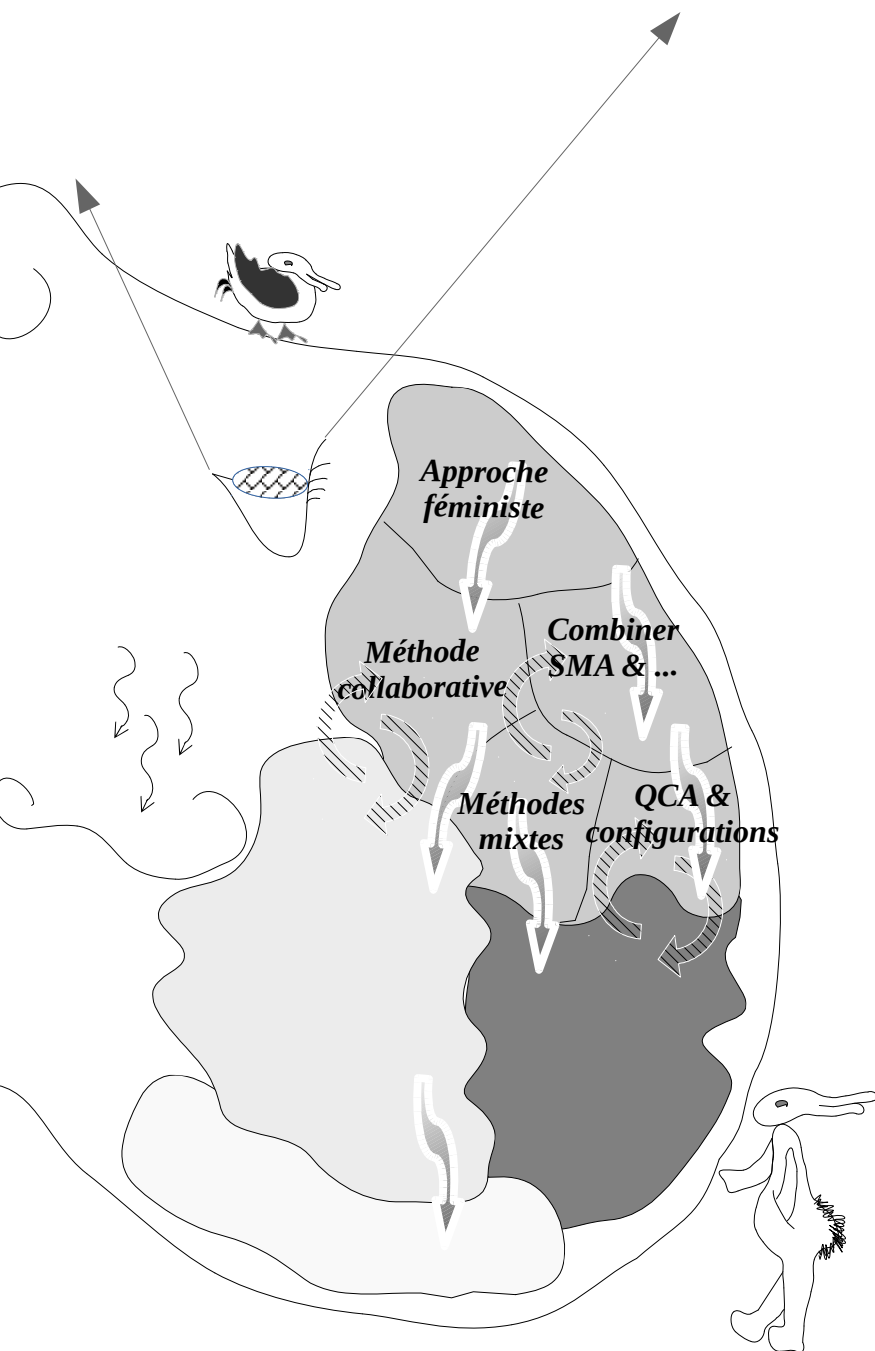 Approche
féministe
Combiner
SMA & ...
Méthode
collaborative
Méthodes
mixtes
QCA &
configurations